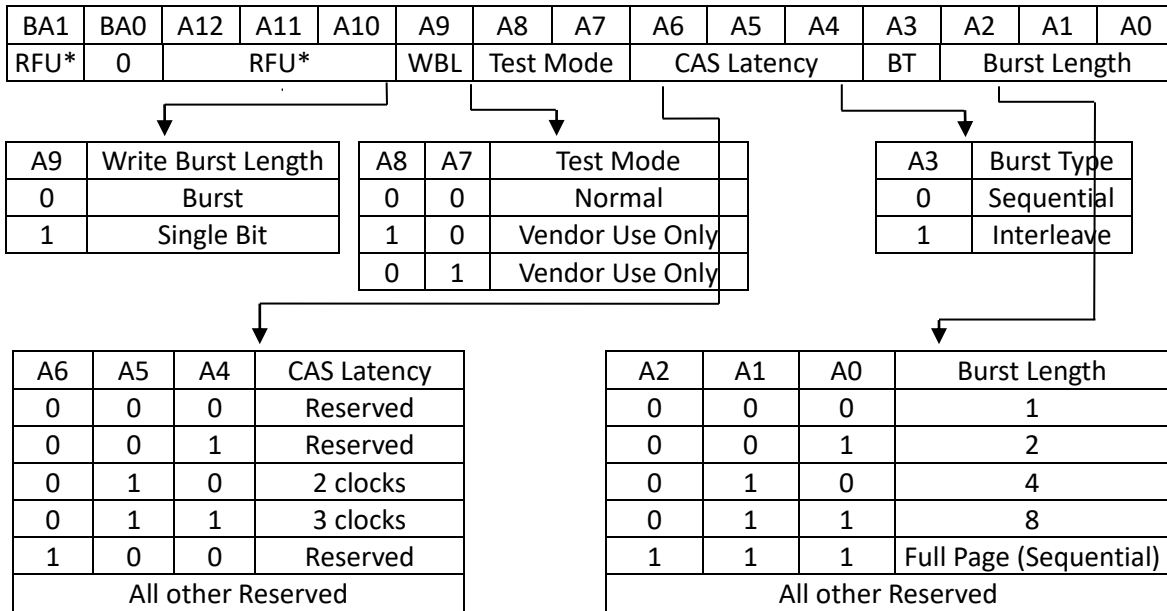 BA1 BA0 A12 A11 A10 A9 A8 A7 A6 A5 A4 A3 A2 A1 A0
RFU* 0 RFU* WBL Test Mode CAS Latency BT Burst Length
A9 Write Burst Length
0 Burst
1 Single Bit
A8 A7 Test Mode
0 0 Normal
1 0 Vendor Use Only
0 1 Vendor Use Only
A3 Burst Type
0 Sequential
1 Interleave
A6 A5 A4 CAS Latency
0 0 0 Reserved
0 0 1 Reserved
0 1 0 2 clocks
0 1 1 3 clocks
1 0 0 Reserved
All other Reserved
A2 A1 A0 Burst Length
0 0 0 1
0 0 1 2
0 1 0 4
0 1 1 8
1 1 1 Full Page (Sequential)
All other Reserved